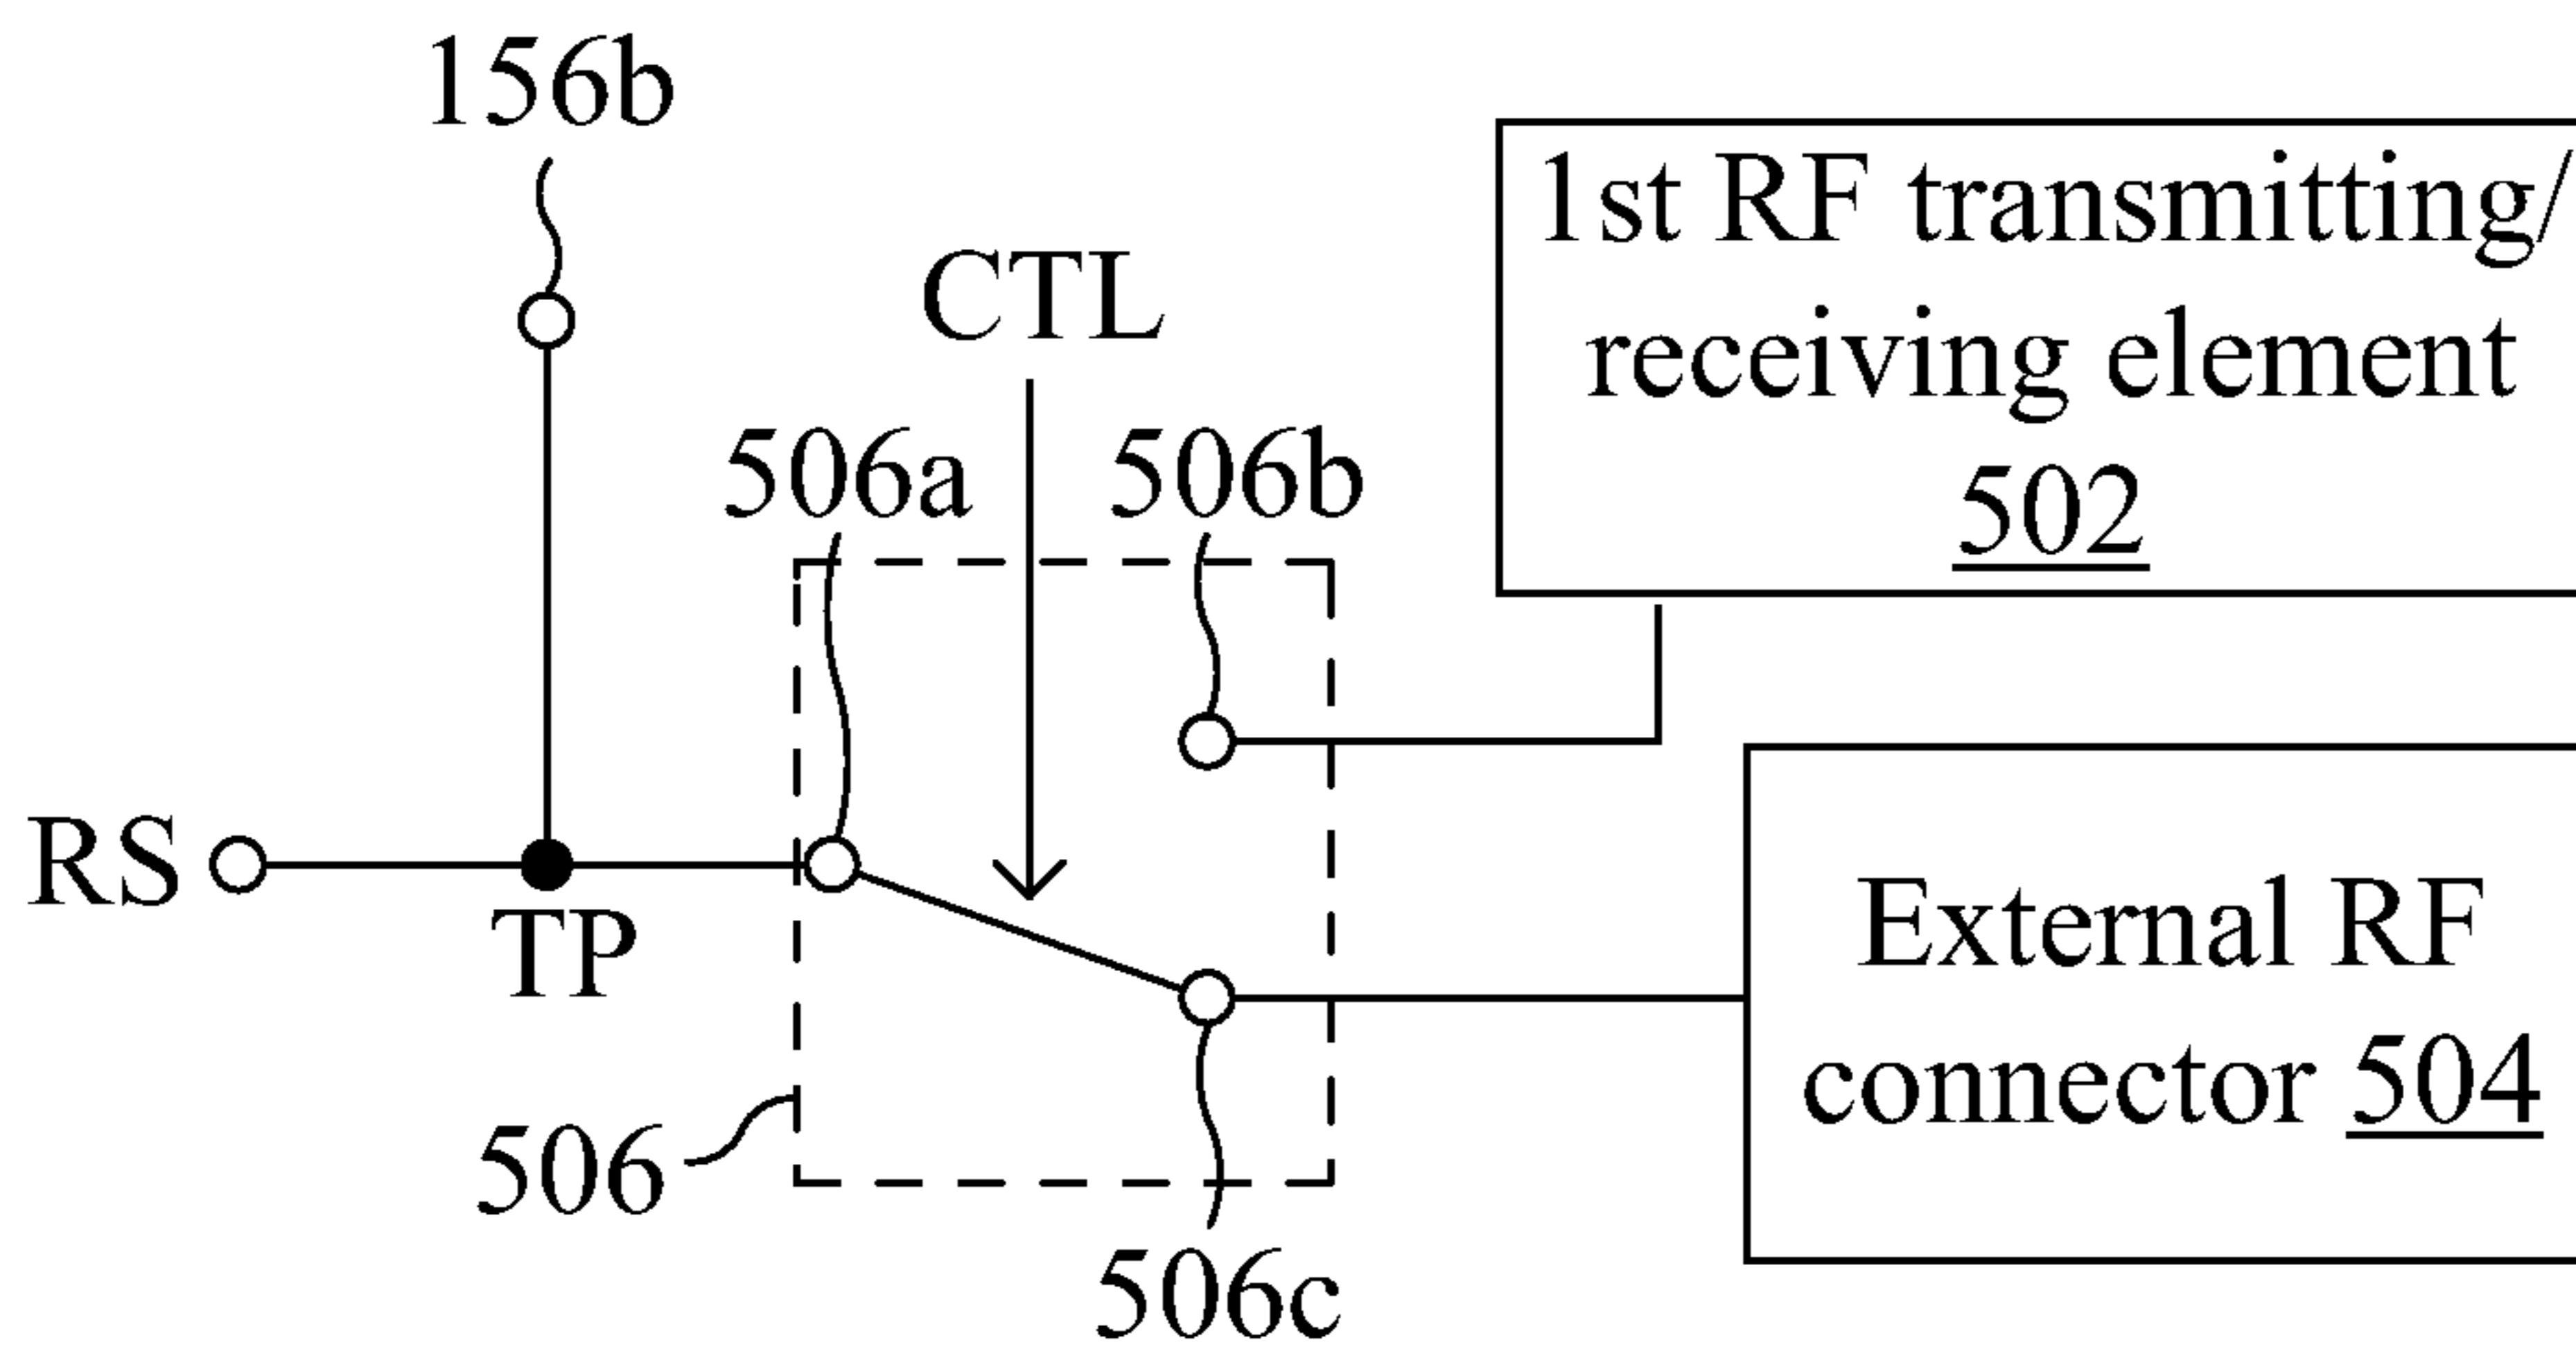 156b
1st RF transmitting/
receiving element
502
CTL
506a
506b
RS
TP
External RF
connector 504
506
506c